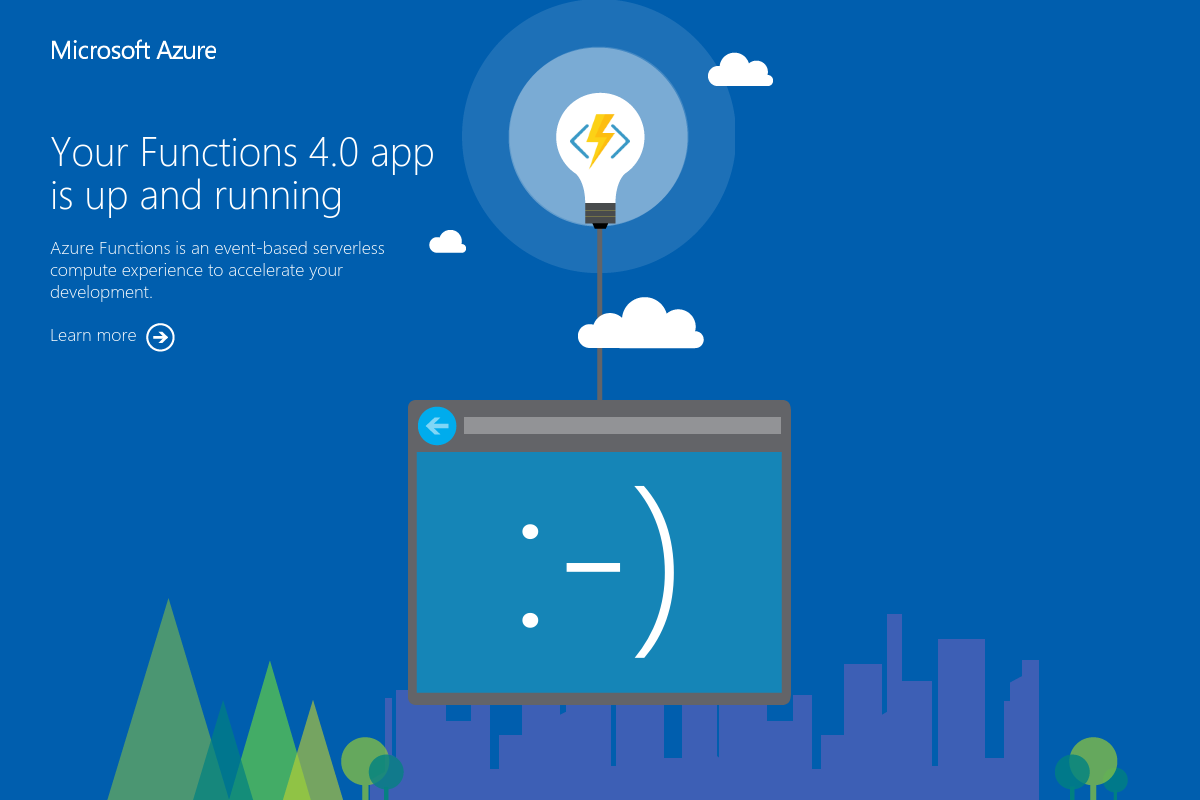 Microsoft Azure
Your Functions 4.0 app
is up and running
Azure Functions is an event-based serverless
compute experience to accelerate your
development.
Learn more
:-)